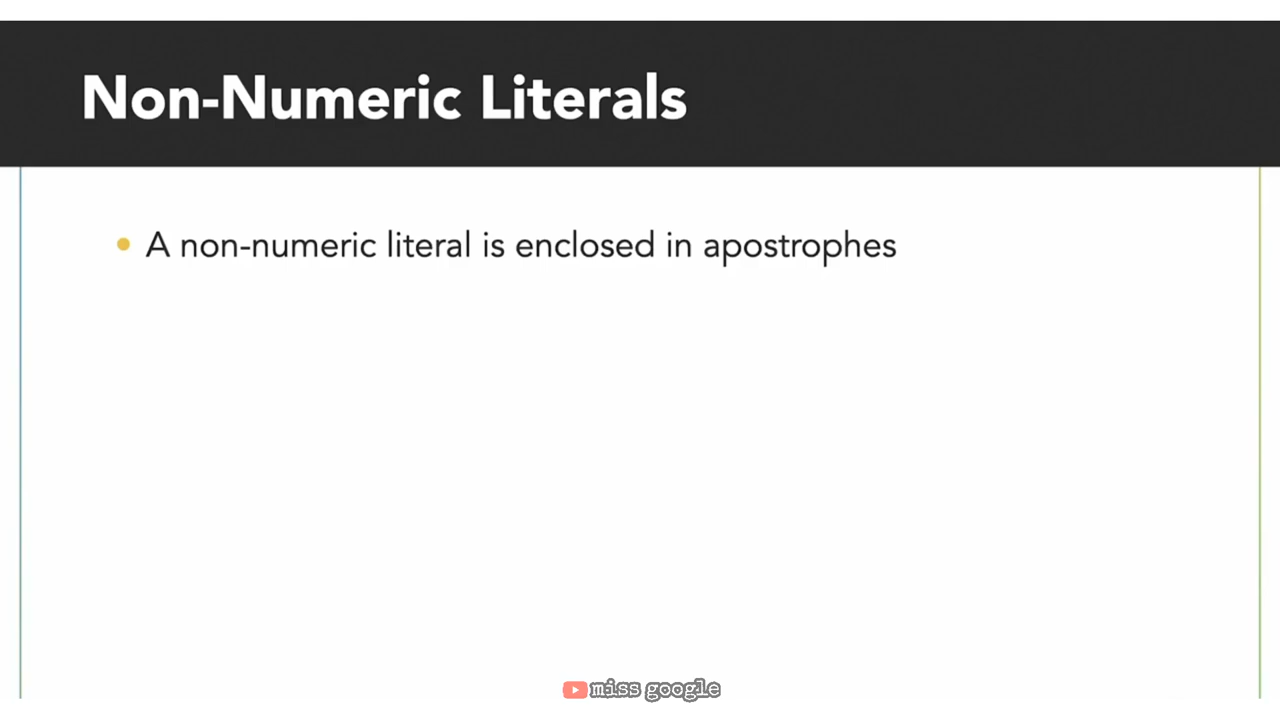 Non-Numeric Literals
• A non-numeric literal is enclosed in apostrophes
miss google